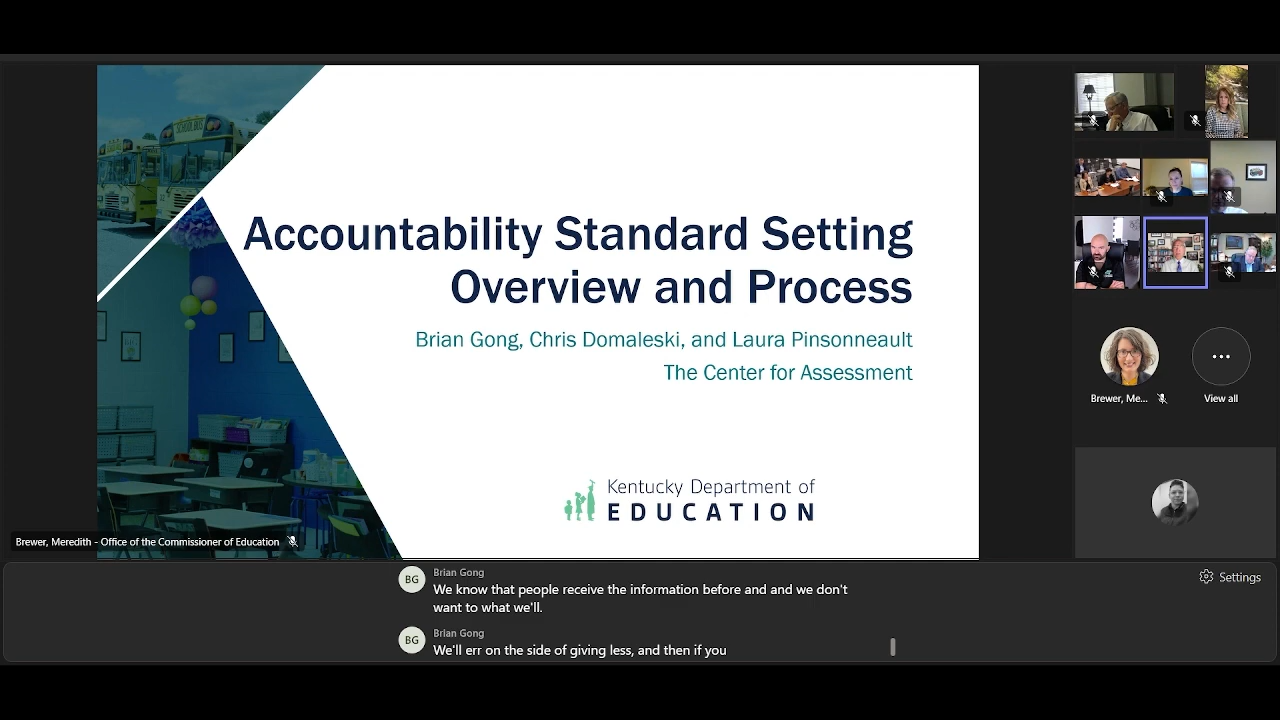 SCHOOL BUS
Accountability Standard Setting
Overview and Process
Brian Gong, Chris Domaleski, and Laura Pinsonneault
The Center for Assessment
Kentucky Department of
EDUCATION
Brewer, Me...
View all
Brewer, Meredith - Office of the Commissioner of Education
BG
Brian Gong
We know that people receive the information before and and we don't
want to what we'll.
BG
Brian Gong
We'll err on the side of giving less, and then if you
Settings